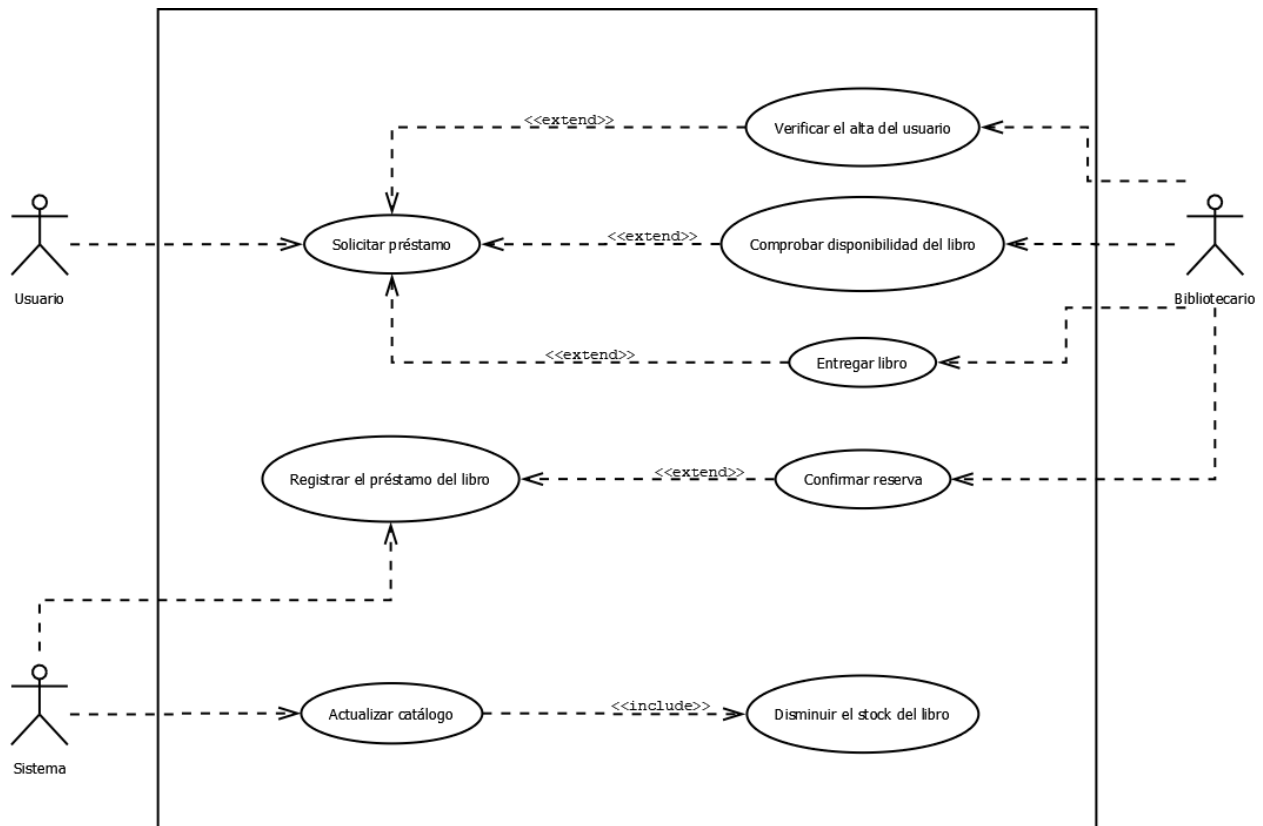 <<extend>>
Verificar el alta del usuario
Solicitar préstamo
<<extend>>
Comprobar disponibilidad del libro
Usuario
Bibliotecario
<<extend>>
Entregar libro
Registrar el préstamo del libro
<<extend>>
Confirmar reserva
Actualizar catálogo
<<include>>
Disminuir el stock del libro
Sistema